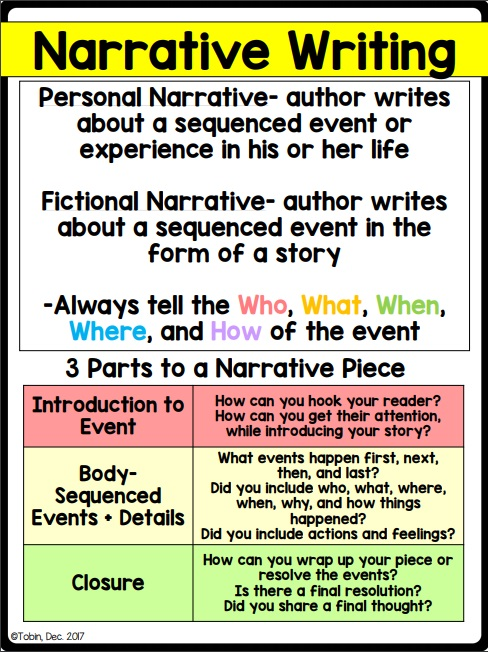 Narrative Writing
Personal Narrative- author writes
about a sequenced event or
experience in his or her life
Fictional Narrative- author writes
about a sequenced event in the
form of a story
-Always tell the Who, What, When,
Where, and How of the event
3 Parts to a Narrative Piece
Introduction to
Event
How can you hook your reader?
How can you get their attention,
while introducing your story?
Body-
Sequenced
Events + Details
What events happen first, next,
then, and last?
Did you include who, what, where,
when, why, and how things
happened?
Did you include actions and feelings?
Closure
How can you wrap up your piece or
resolve the events?
Is there a final resolution?
Did you share a final thought?
©Tobin, Dec. 2017